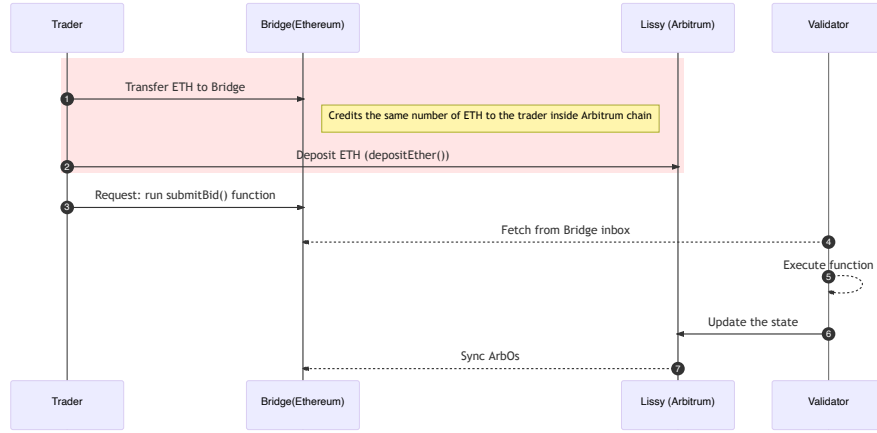 Trader
Bridge(Ethereum)
Lissy (Arbitrum)
Validator
Transfer ETH to Bridge
1
Credits the same number of ETH to the trader inside Arbitrum chain
Deposit ETH (depositEther())
2
Request: run submitBid() function
3
Fetch from Bridge inbox
4
Execute function
5
Update the state
6
Sync ArbOs
7
Trader
Bridge(Ethereum)
Lissy (Arbitrum)
Validator